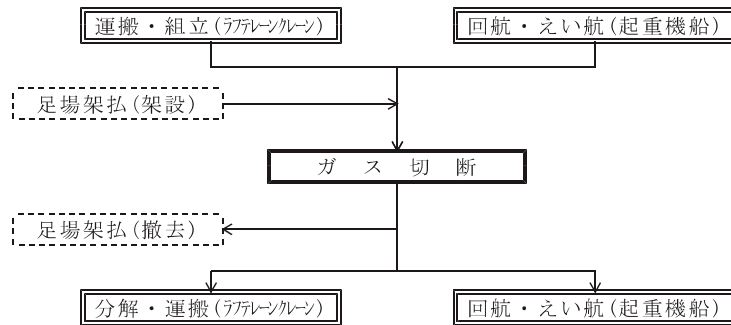 運搬・組立(ﾗﾌﾃﾚｰﾝｸﾚｰﾝ)
回航・えい航(起重機船)
足場架払(架設)
ガス切断
足場架払(撤去)
分解・運搬(ﾗﾌﾃﾚｰﾝｸﾚｰﾝ)
回航・えい航(起重機船)